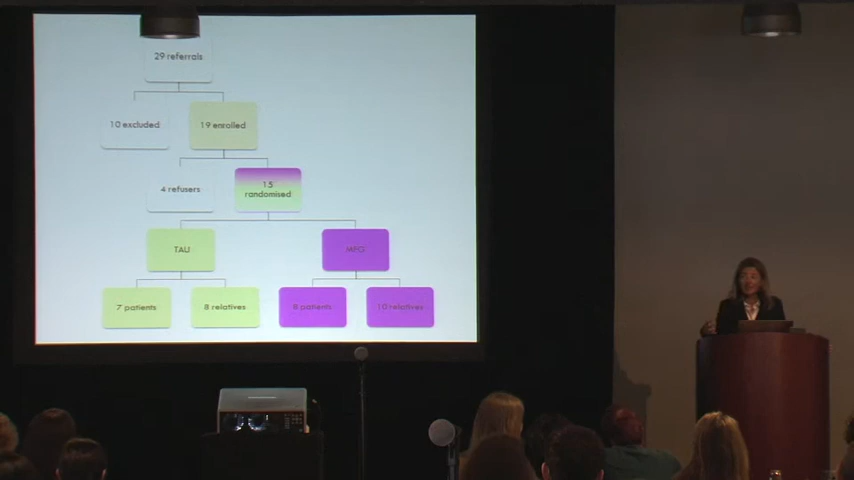 29 referrals
10 excluded
19 enrolled
4 refusers
15
randomised
TAU
7 patients
8 relatives
8 patients
10 relatives